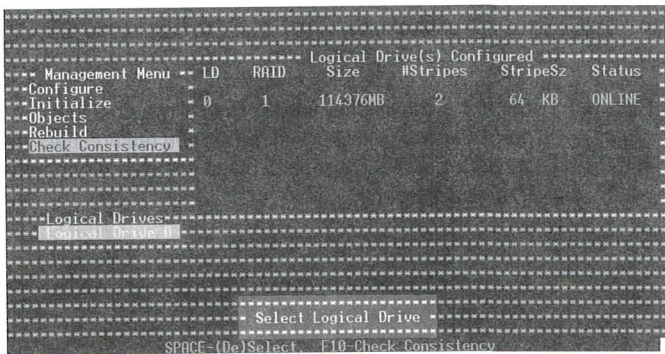 Logical Drive(s) Configured
LD RAID Size #Stripes StripeSz Status
0 1 114376MB 2 64 KB ONLINE
Management Menu
Configure
Initialize
Objects
Rebuild
Check Consistency
Logical Drives
Logical Drive 0
Select Logical Drive
SPACE-(De)Select, F10-Check Consistency